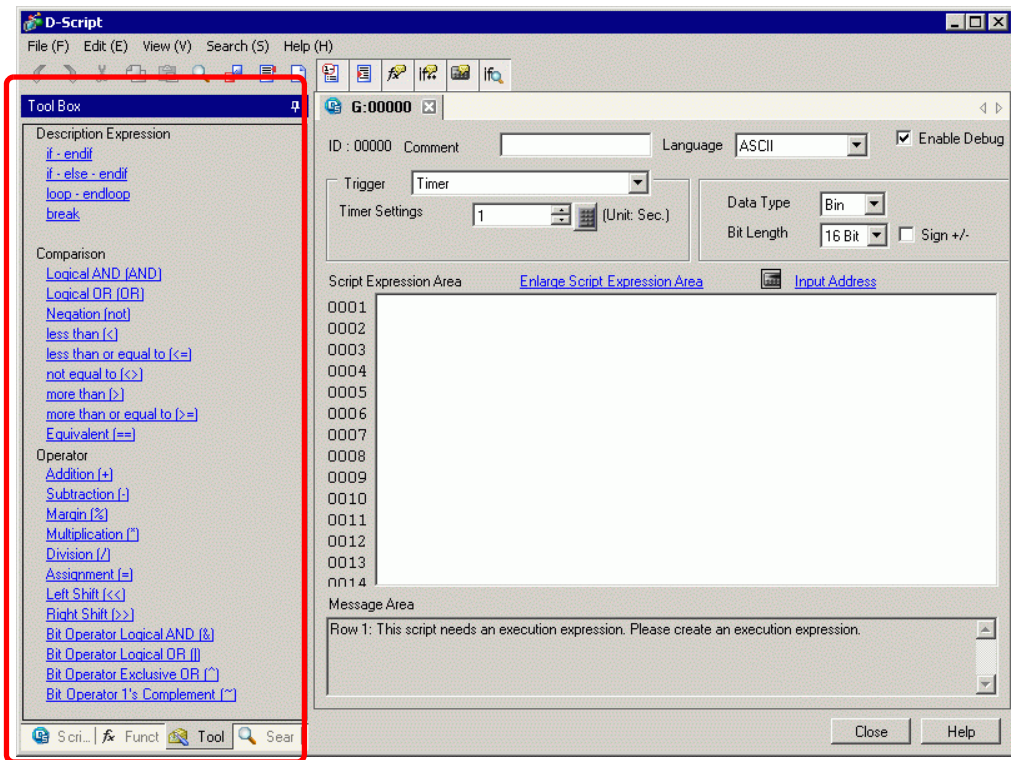 D-Script
File (F) Edit (E) View (V) Search (S) Help (H)
Tool Box
Description Expression
if - endif
if - else - endif
loop - endloop
break
Comparison
Logical AND (AND)
Logical OR (OR)
Negation (not)
less than (<)
less than or equal to (<=)
not equal to (<>)
more than (>)
more than or equal to (>=)
Equivalent (==)
Operator
Addition (+)
Subtraction (-)
Margin (%)
Multiplication (*)
Division (/)
Assignment (=)
Left Shift (<<)
Right Shift (>>)
Bit Operator Logical AND (&)
Bit Operator Logical OR (|)
Bit Operator Exclusive OR (^)
Bit Operator 1's Complement (~)
Scri... fx Funct Tool Sear
G:00000
ID : 00000 Comment Language ASCII Enable Debug
Trigger Timer
Timer Settings 1 (Unit: Sec.)
Data Type Bin
Bit Length 16 Bit Sign +/-
Script Expression Area Enlarge Script Expression Area Input Address
0001
0002
0003
0004
0005
0006
0007
0008
0009
0010
0011
0012
0013
0014
Message Area
Row 1: This script needs an execution expression. Please create an execution expression.
Close Help